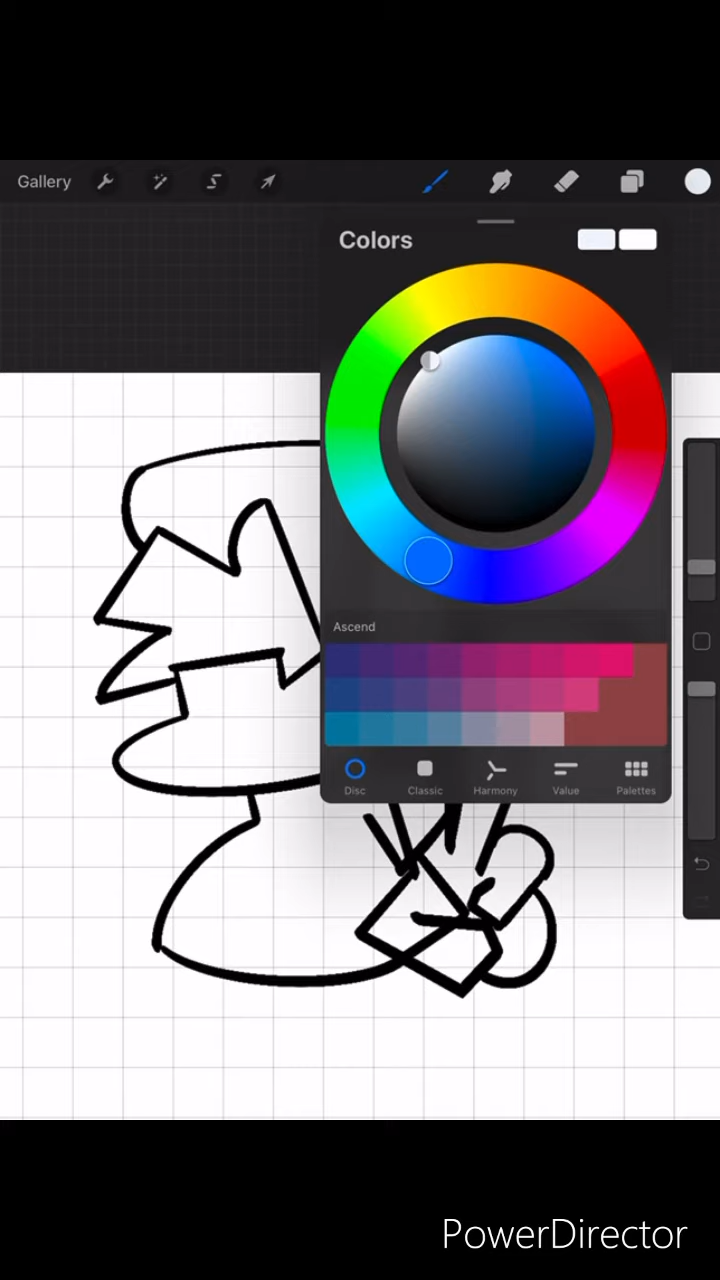 Gallery
Colors
Ascend
Disc Classic Harmony Value Palettes
PowerDirector